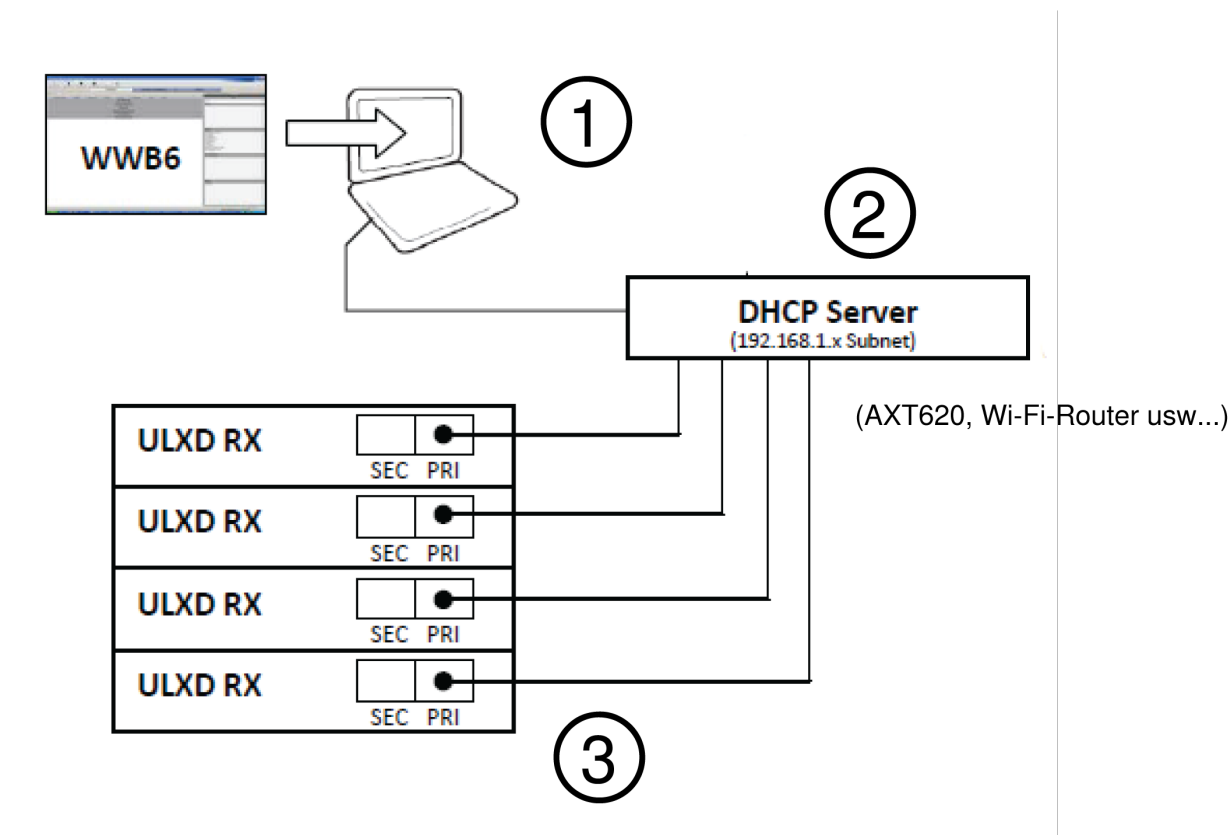 WWB6
1
2
DHCP Server
(192.168.1.x Subnet)
(AXT620, Wi-Fi-Router usw...)
ULXD RX
SEC PRI
ULXD RX
SEC PRI
ULXD RX
SEC PRI
ULXD RX
SEC PRI
3